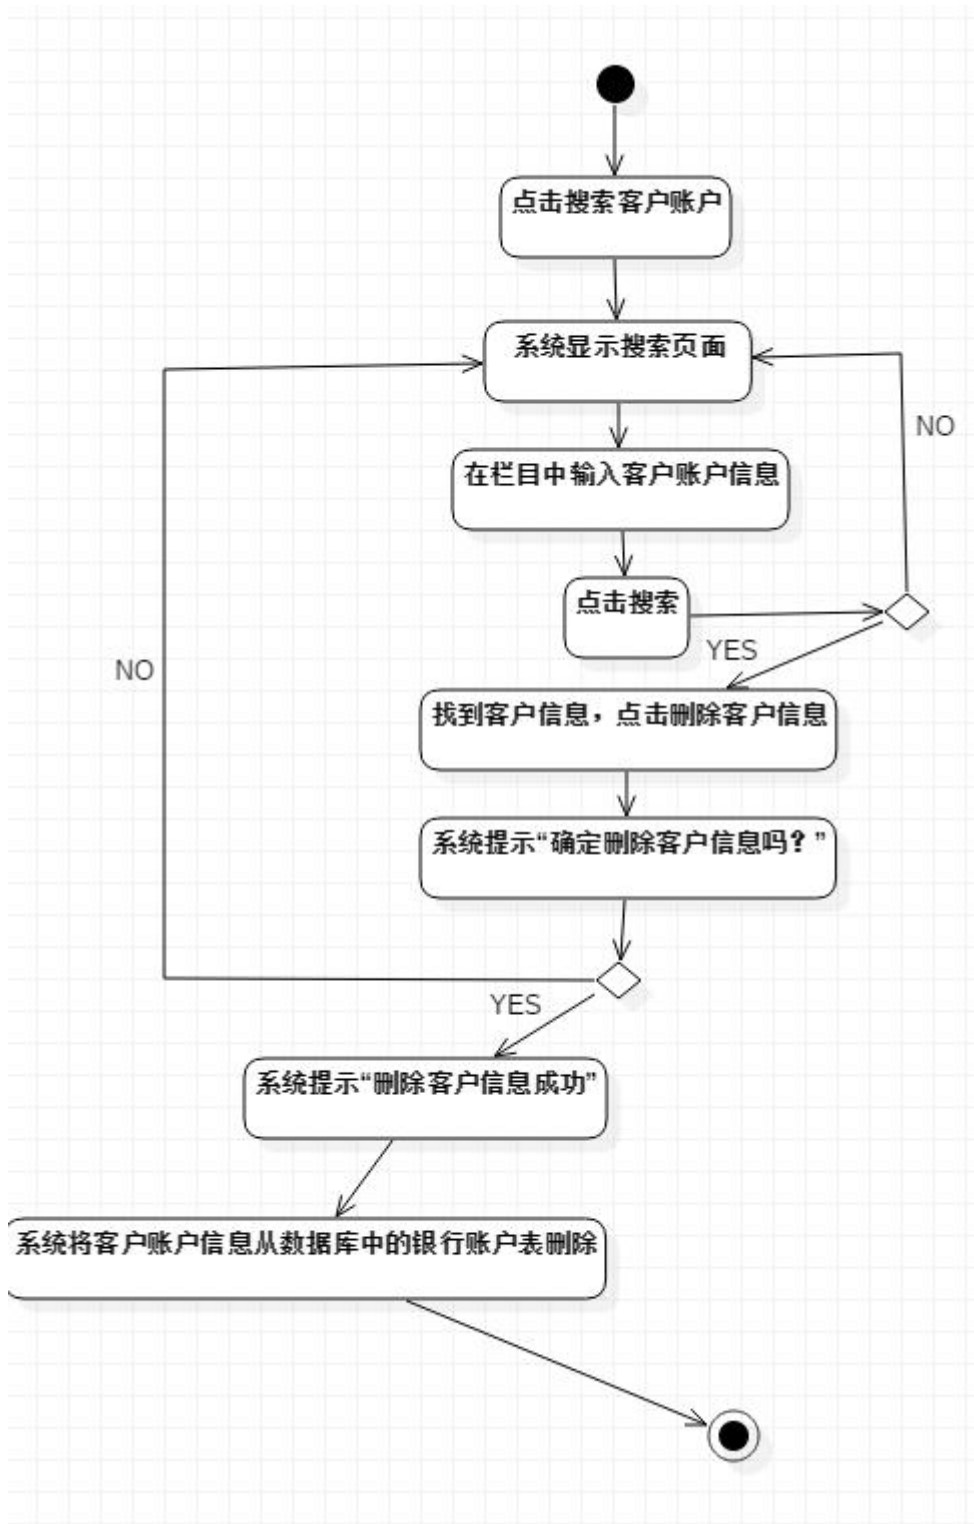 点击搜索客户账户
系统显示搜索页面
NO
在栏目中输入客户账户信息
点击搜索
YES
NO
找到客户信息，点击删除客户信息
系统提示“确定删除客户信息吗？”
YES
系统提示“删除客户信息成功”
系统将客户账户信息从数据库中的银行账户表删除